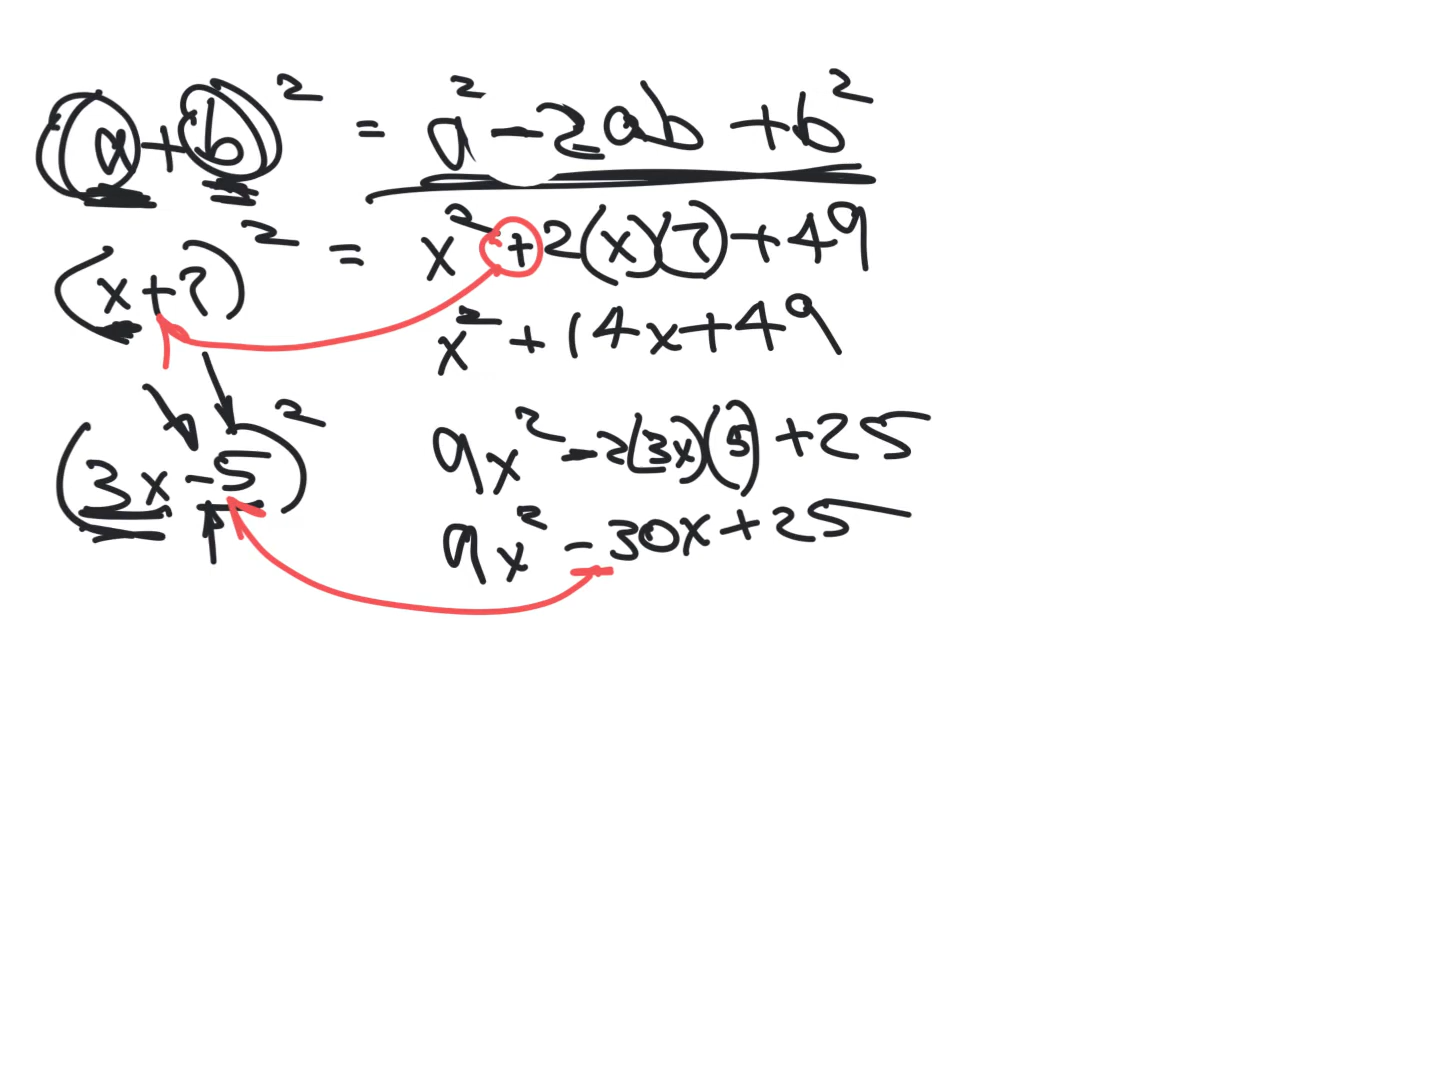 (a+b)² = a² - 2ab + b²
(x+7)² = x² + 2(x)(7) + 49
x² + 14x + 49
(3x - 5)² 9x² - 2(3x)(5) + 25
9x² - 30x + 25